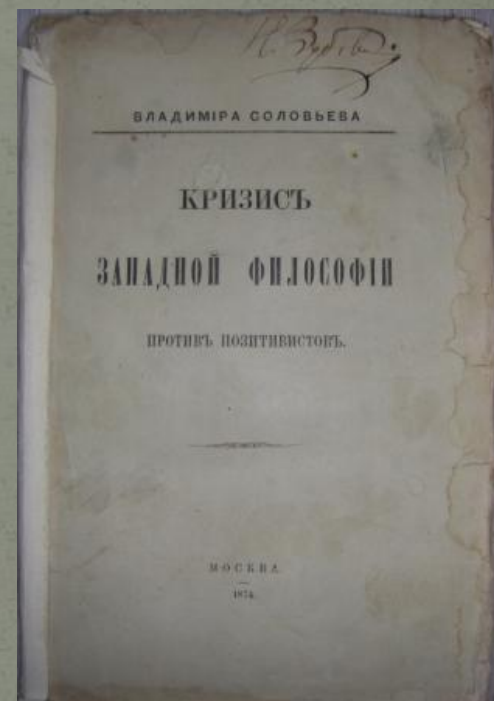 ВЛАДИМІРА СОЛОВЬЕВА
КРИЗИСЪ
ЗАПАДНОЙ ФИЛОСОФІИ
ПРОТИВЪ ПОЗИТИВИСТОВЪ.
МОСКВА
1874.